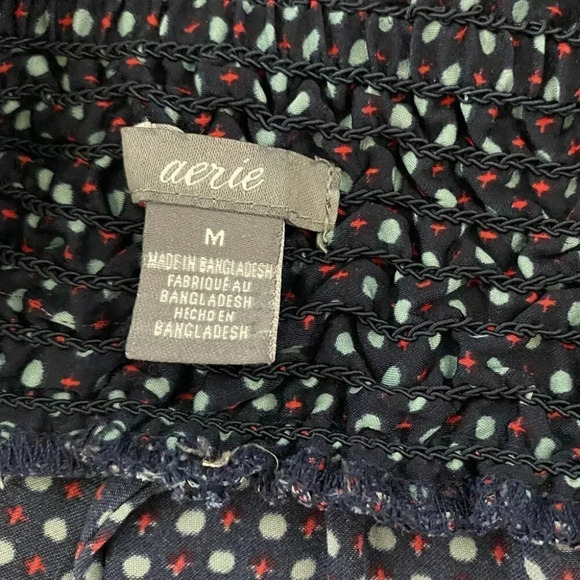 aerie
M
MADE IN BANGLADESH
FABRIQUÉ AU
BANGLADESH
HECHO EN
BANGLADESH